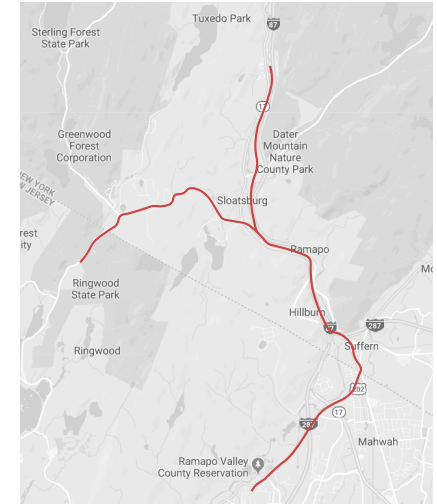 Tuxedo Park
87
Sterling Forest
State Park
17
Greenwood
Forest
Corporation
Dater
Mountain
Nature
County Park
NEW YORK
NEW JERSEY
Sloatsburg
rest
ity
Ramapo
Mo
Ringwood
State Park
Hillburn
287
Suffern
Ringwood
202
17
287
Mahwah
Ramapo Valley
County Reservation